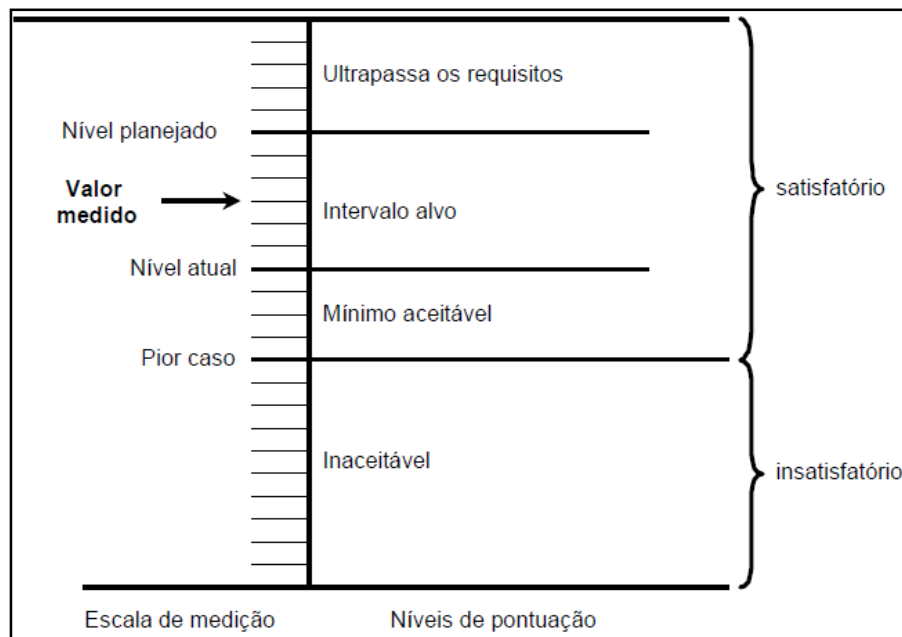 Ultrapassa os requisitos
Nível planejado
Valor
medido
satisfatório
Intervalo alvo
Nível atual
Mínimo aceitável
Pior caso
Inaceitável
insatisfatório
Escala de medição
Níveis de pontuação